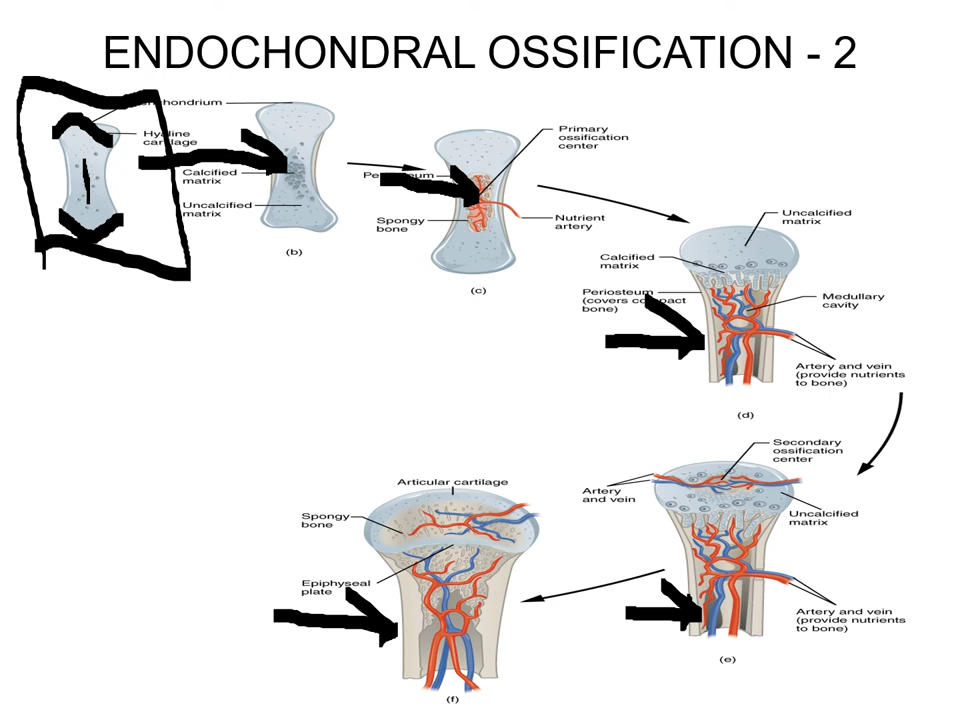 ENDOCHONDRAL OSSIFICATION - 2
Hyaline
cartilage
Calcified
matrix
Uncalcified
matrix
(b)
Primary
ossification
center
Spongy
bone
Nutrient
artery
(c)
Uncalcified
matrix
Calcified
matrix
Periosteum
(covers compact
bone)
Medullary
cavity
Artery and vein
(provide nutrients
to bone)
(d)
Secondary
ossification
center
Artery
and vein
Uncalcified
matrix
Artery and vein
(provide nutrients
to bone)
(e)
Articular cartilage
Spongy
bone
Epiphyseal
plate
(f)